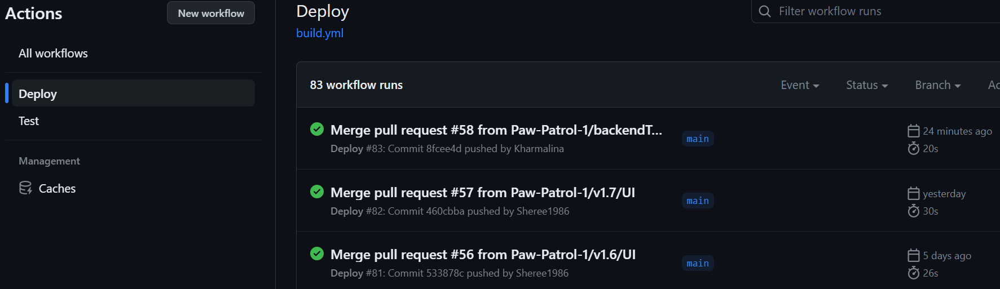 Actions
New workflow
All workflows
Deploy
Test
Management
Caches
Deploy
build.yml
Filter workflow runs
83 workflow runs
Event
Status
Branch
Ac
Merge pull request #58 from Paw-Patrol-1/backendT...
main
24 minutes ago
Deploy #83: Commit 8fcee4d pushed by Kharmalina
20s
Merge pull request #57 from Paw-Patrol-1/v1.7/UI
main
yesterday
Deploy #82: Commit 460cbba pushed by Sheree1986
30s
Merge pull request #56 from Paw-Patrol-1/v1.6/UI
main
5 days ago
Deploy #81: Commit 533878c pushed by Sheree1986
26s